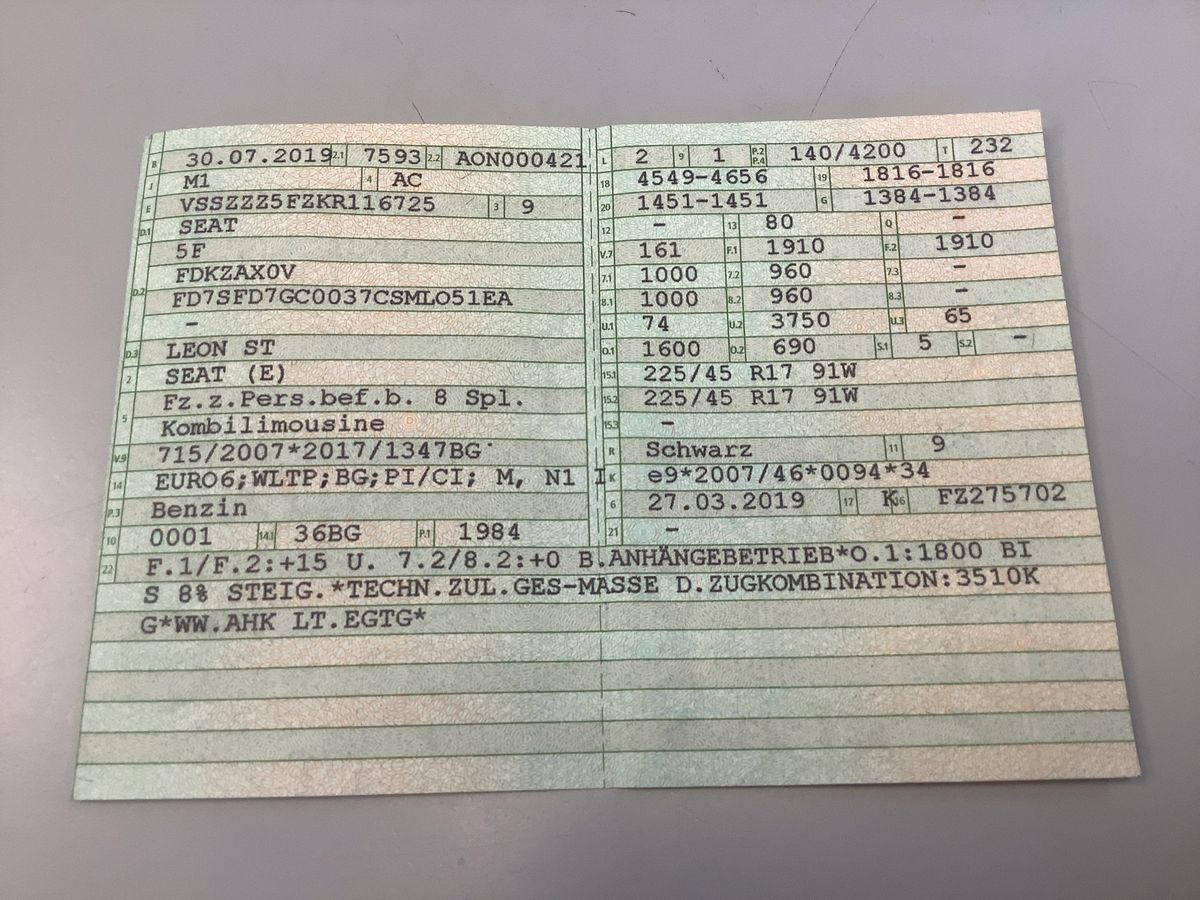 B 30.07.2019 2.1 7593 2.2 AON000421
J M1 4 AC
E VSSZZZ5FZKR116725 3 9
D.1 SEAT
5F
D.2 FDKZAX0V
FD7SFD7GC0037CSMLO51EA
–
D.3 LEON ST
2 SEAT (E)
5 Fz.z.Pers.bef.b. 8 Spl.
Kombilimousine
V.9 715/2007*2017/1347BG
14 EURO6;WLTP;BG;PI/CI; M, N1 I
P.3 Benzin
10 0001 14.1 36BG P.1 1984
L 2 9 1 P.2 P.4 140/4200 T 232
18 4549-4656 19 1816-1816
20 1451-1451 G 1384-1384
12 – 13 80 Q –
V.7 161 F.1 1910 F.2 1910
7.1 1000 7.2 960 7.3 –
8.1 1000 8.2 960 8.3 –
U.1 74 U.2 3750 U.3 65
O.1 1600 O.2 690 S.1 5 S.2 –
15.1 225/45 R17 91W
15.2 225/45 R17 91W
15.3 –
R Schwarz 11 9
K e9*2007/46*0094*34
6 27.03.2019 17 K 16 FZ275702
21 –
22 F.1/F.2:+15 U. 7.2/8.2:+0 B.ANHÄNGEBETRIEB*O.1:1800 BI
S 8% STEIG.*TECHN.ZUL.GES-MASSE D.ZUGKOMBINATION:3510K
G*WW.AHK LT.EGTG*